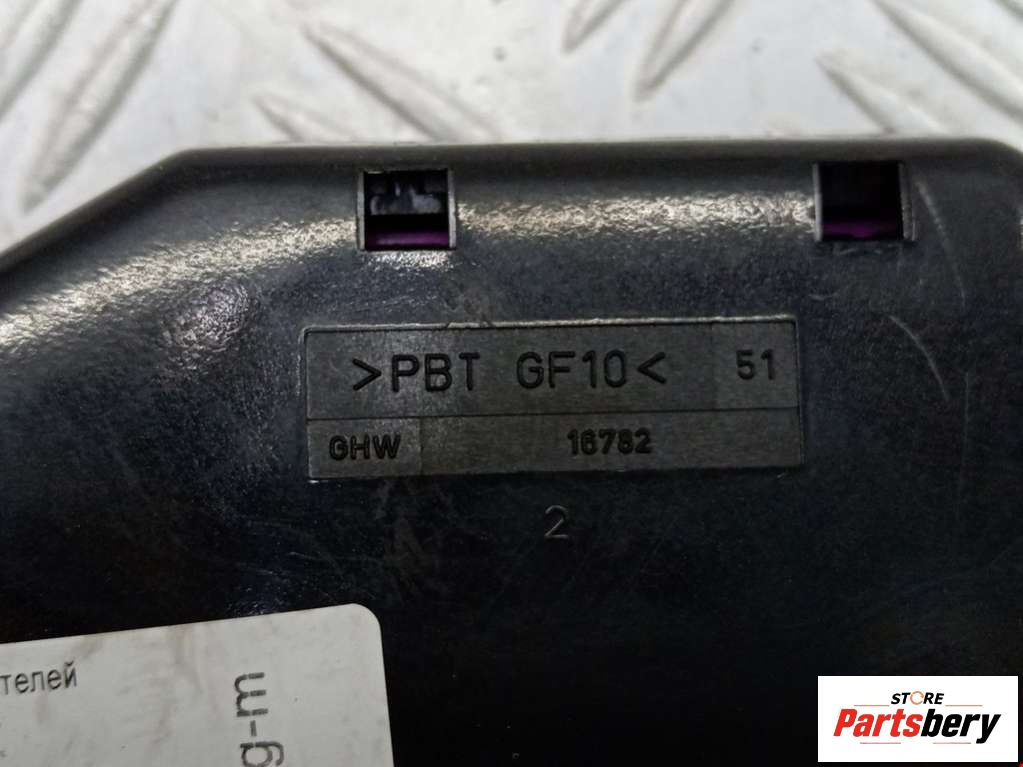 >PBT GF10< 51
GHW 16782
2
телей
g-m
STORE
Partsbery